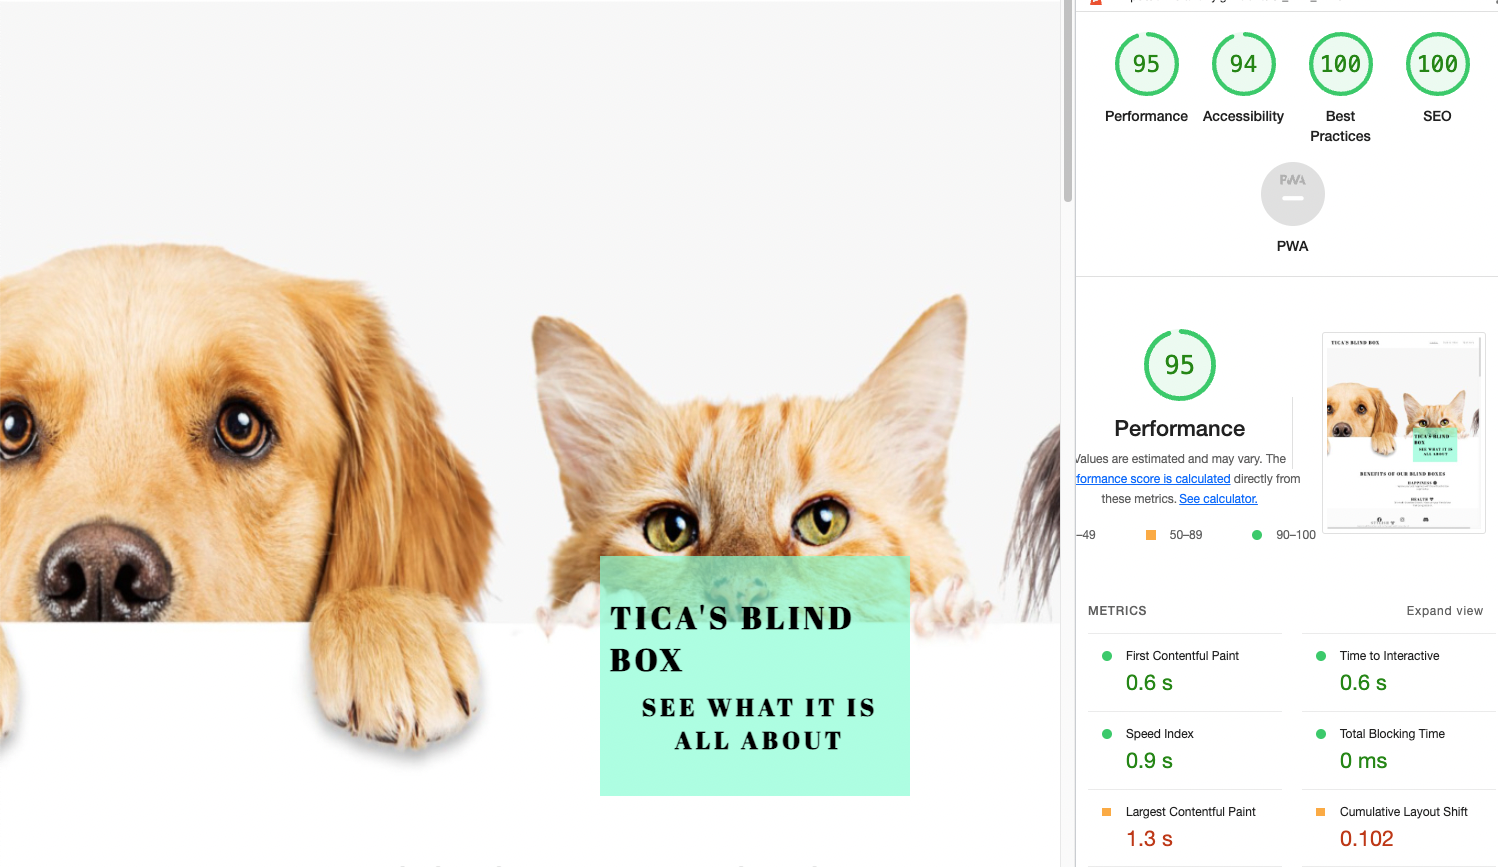 TICA'S BLIND
BOX
SEE WHAT IT IS
ALL ABOUT
95
94
100
100
Performance
Accessibility
Best
Practices
SEO
PWA
PWA
95
Performance
Values are estimated and may vary. The
formance score is calculated directly from
these metrics. See calculator.
–49
50–89
90–100
TICA'S BLIND BOX
TICA'S BLIND
BOX
SEE WHAT IT IS
ALL ABOUT
BENEFITS OF OUR BLIND BOXES
HAPPINESS
HEALTH
METRICS
Expand view
First Contentful Paint
0.6 s
Time to Interactive
0.6 s
Speed Index
0.9 s
Total Blocking Time
0 ms
Largest Contentful Paint
1.3 s
Cumulative Layout Shift
0.102